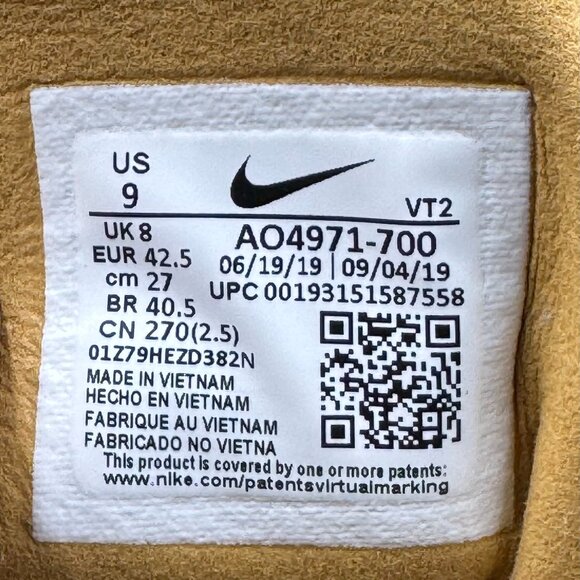 US
9
VT2
UK 8
EUR 42.5
cm 27
BR 40.5
CN 270(2.5)
AO4971-700
06/19/19 | 09/04/19
UPC 00193151587558
01Z79HEZD382N
MADE IN VIETNAM
HECHO EN VIETNAM
FABRIQUE AU VIETNAM
FABRICADO NO VIETNA
This product is covered by one or more patents:
www.nike.com/patentsvirtualmarking